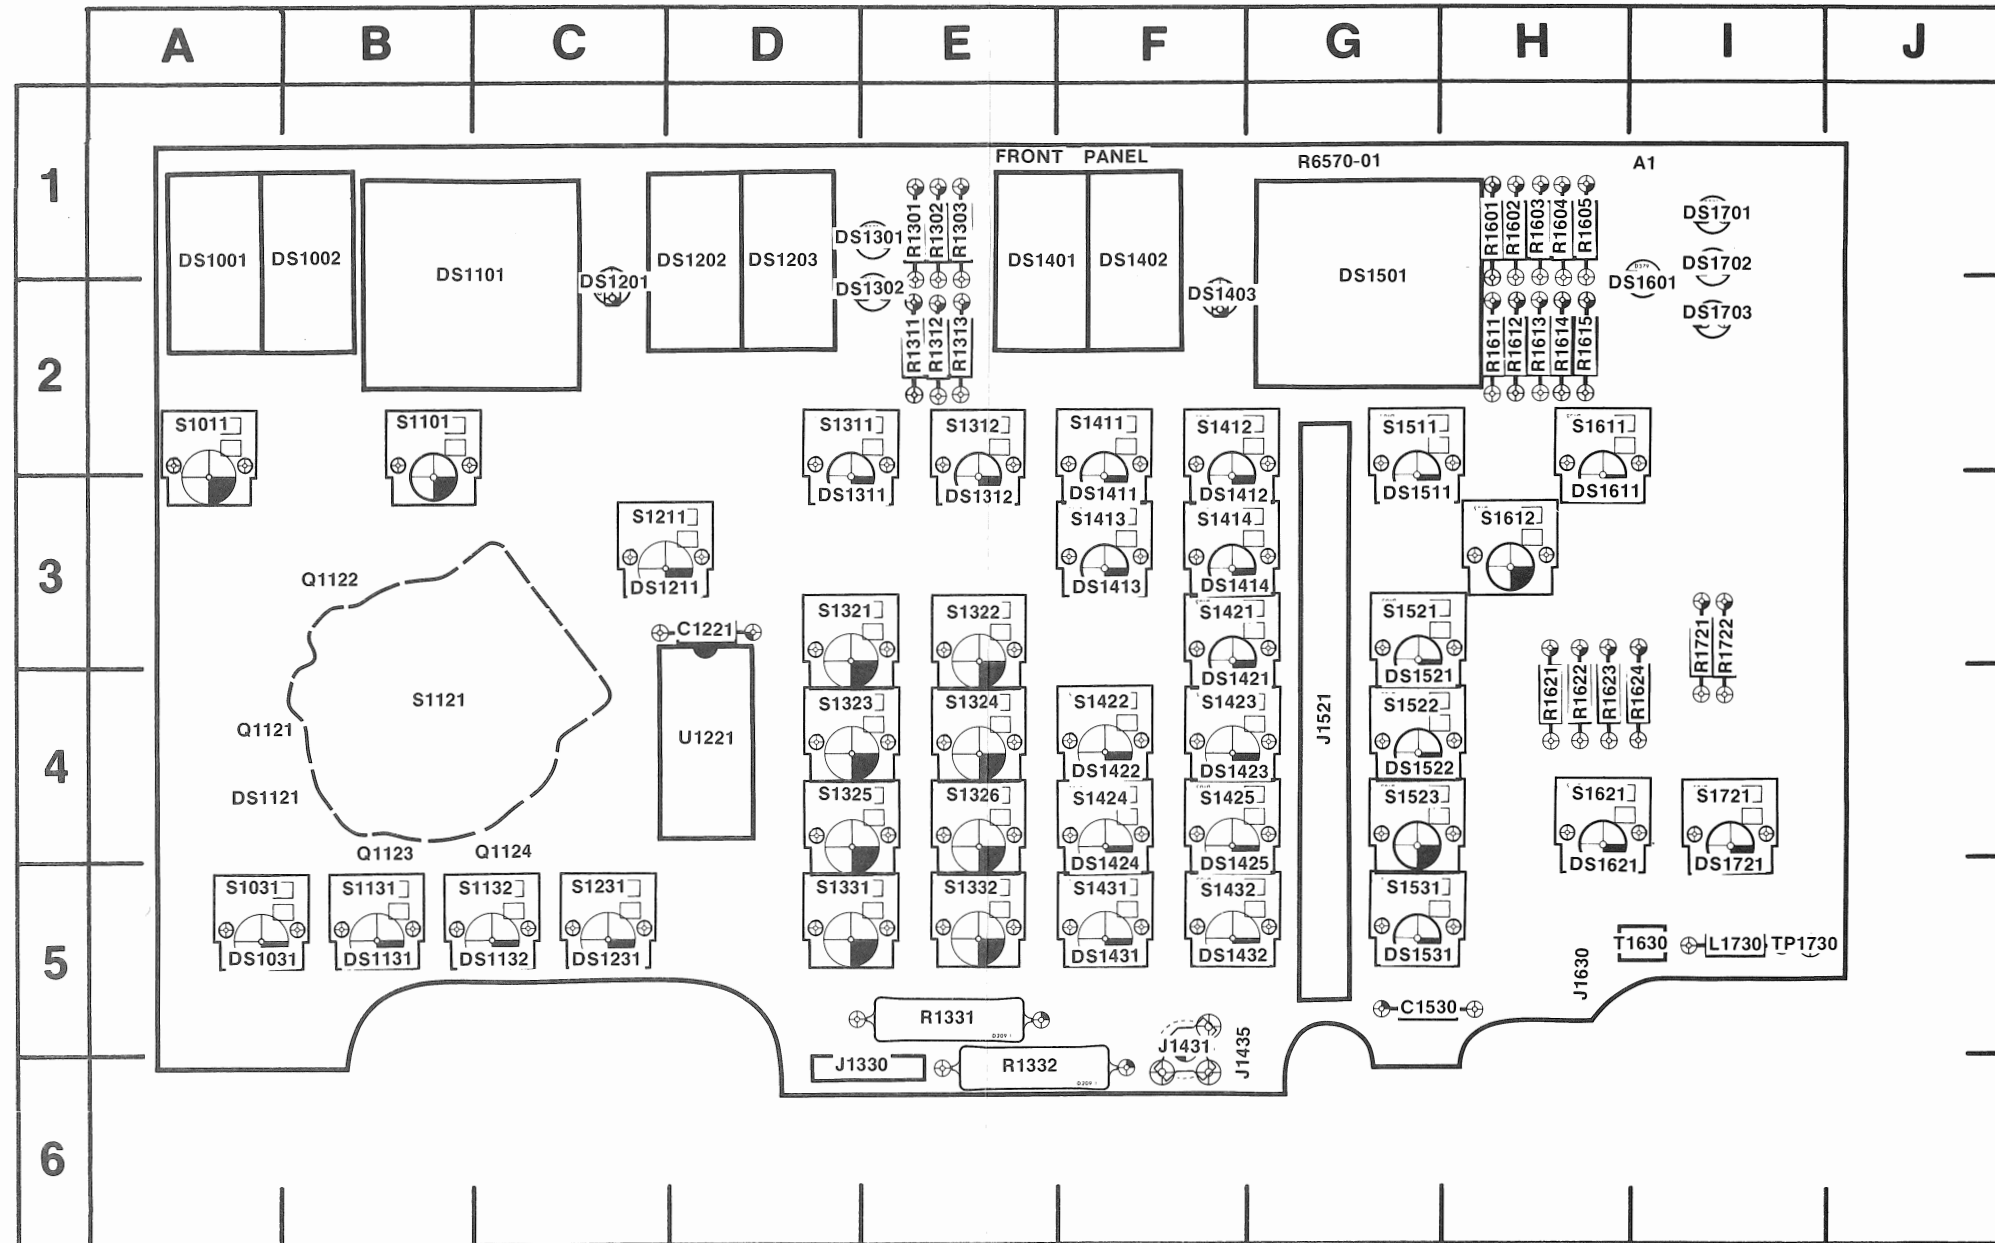 A B C D E F G H I J
1
FRONT PANEL R6570-01 A1
R1301 R1302 R1303
R1601 R1602 R1603 R1604 R1605
DS1701
DS1301
DS1001 DS1002 DS1101 DS1201 DS1202 DS1203
DS1302
DS1401 DS1402 DS1403 DS1501
DS1702
DS1601
DS1703
2
R1311 R1312 R1313
R1611 R1612 R1613 R1614 R1615
S1011 S1101 S1311 S1312 S1411 S1412 S1511 S1611
DS1311 DS1312 DS1411 DS1412 DS1511 DS1611
3
S1211 S1413 S1414 S1612
Q1122 DS1211 DS1413 DS1414
S1321 S1322 S1421 S1521
C1221
R1721 R1722
DS1421 DS1521
R1621 R1622 R1623 R1624
4
S1121 S1323 S1324 S1422 S1423 J1521 S1522
Q1121 U1221
DS1422 DS1423 DS1522
DS1121 S1325 S1326 S1424 S1425 S1523 S1621 S1721
Q1123 Q1124 DS1424 DS1425 DS1621 DS1721
5
S1031 S1131 S1132 S1231 S1331 S1332 S1431 S1432 S1531
T1630 L1730 TP1730
DS1031 DS1131 DS1132 DS1231 DS1431 DS1432 DS1531
J1630
R1331 C1530
J1431 J1435
J1330 R1332
6